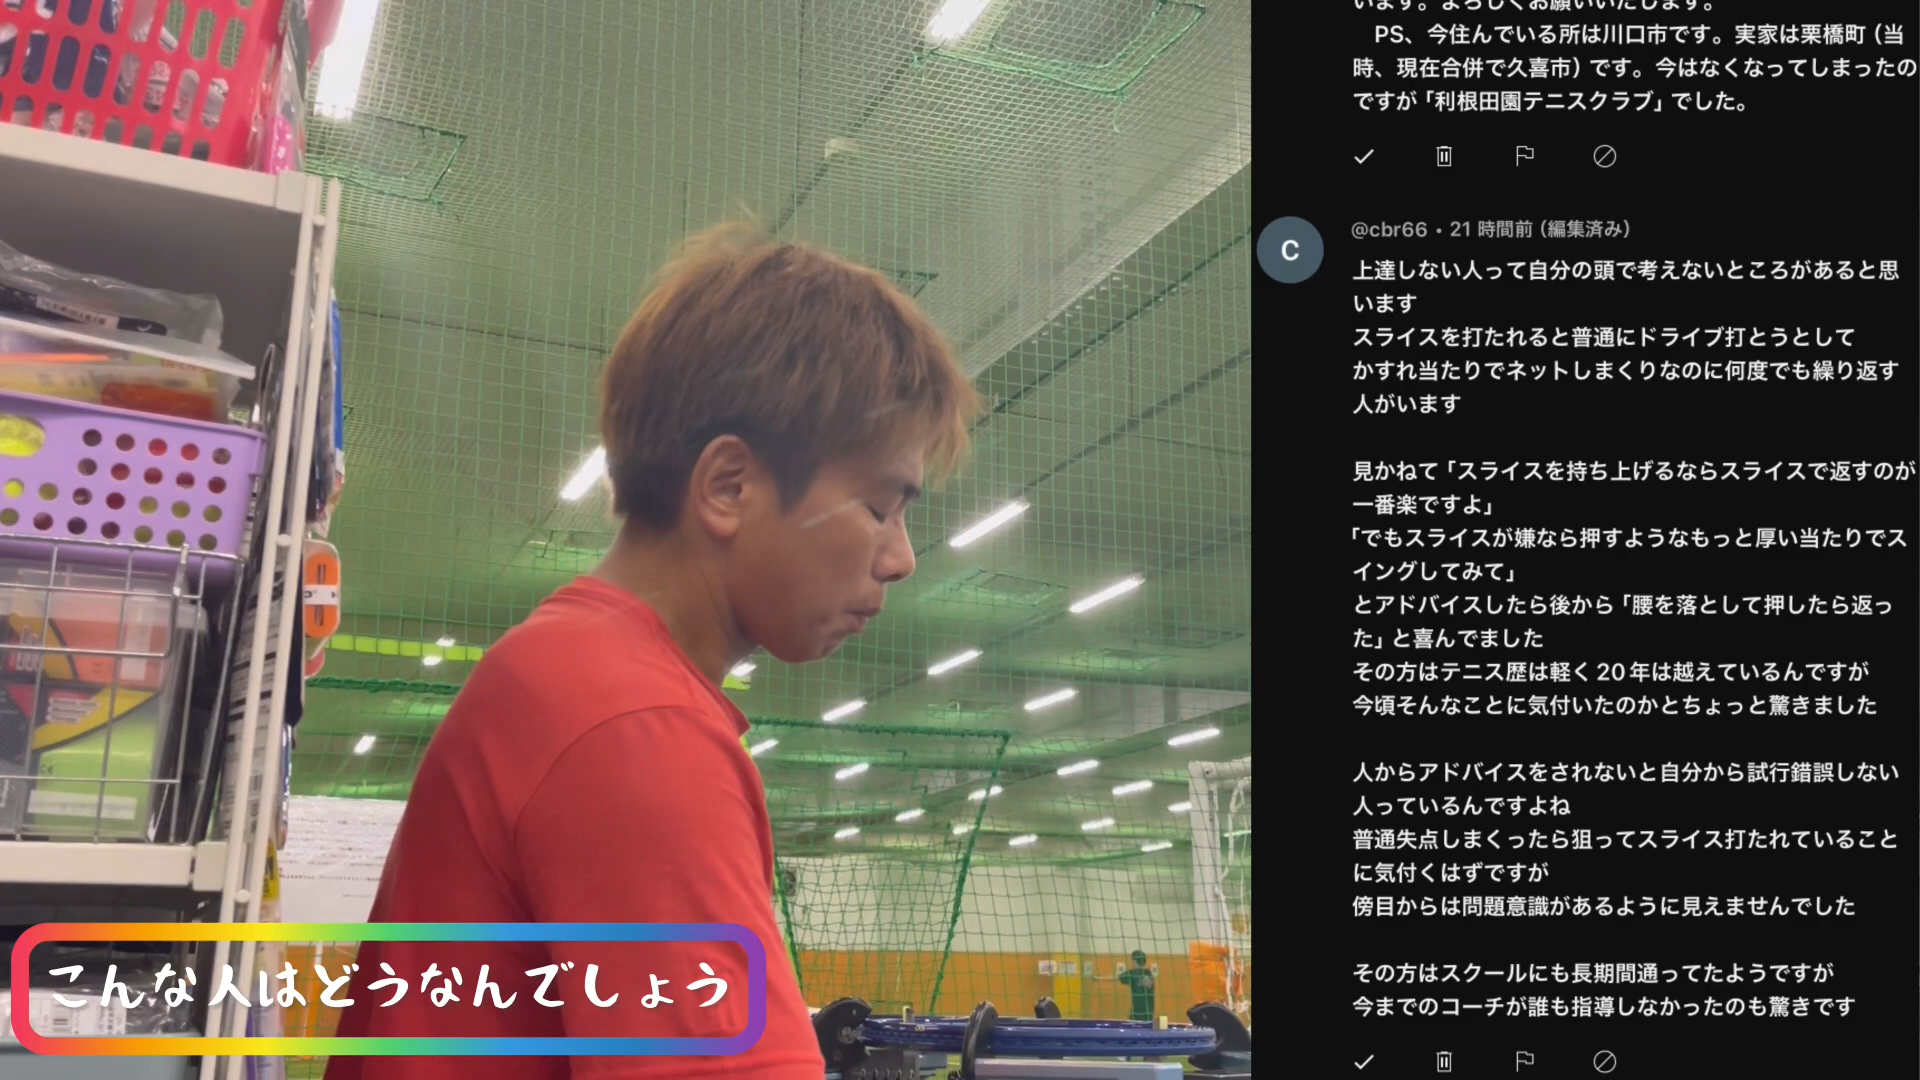 います。よろしくお願いいたします。
PS、今住んでいる所は川口市です。実家は栗橋町（当
時、現在合併で久喜市）です。今はなくなってしまったの
ですが「利根田園テニスクラブ」でした。
C
@cbr66・21 時間前（編集済み）
上達しない人って自分の頭で考えないところがあると思
います
スライスを打たれると普通にドライブ打とうとして
かすれ当たりでネットしまくりなのに何度でも繰り返す
人がいます
見かねて「スライスを持ち上げるならスライスで返すのが
一番楽ですよ」
「でもスライスが嫌なら押すようなもっと厚い当たりでス
イングしてみて」
とアドバイスしたら後から「腰を落として押したら返っ
た」と喜んでました
その方はテニス歴は軽く20年は越えているんですが
今頃そんなことに気付いたのかとちょっと驚きました
人からアドバイスをされないと自分から試行錯誤しない
人っているんですよね
普通失点しまくったら狙ってスライス打たれていること
に気付くはずですが
傍目からは問題意識があるように見えませんでした
その方はスクールにも長期間通ってたようですが
今までのコーチが誰も指導しなかったのも驚きです
こんな人はどうなんでしょう